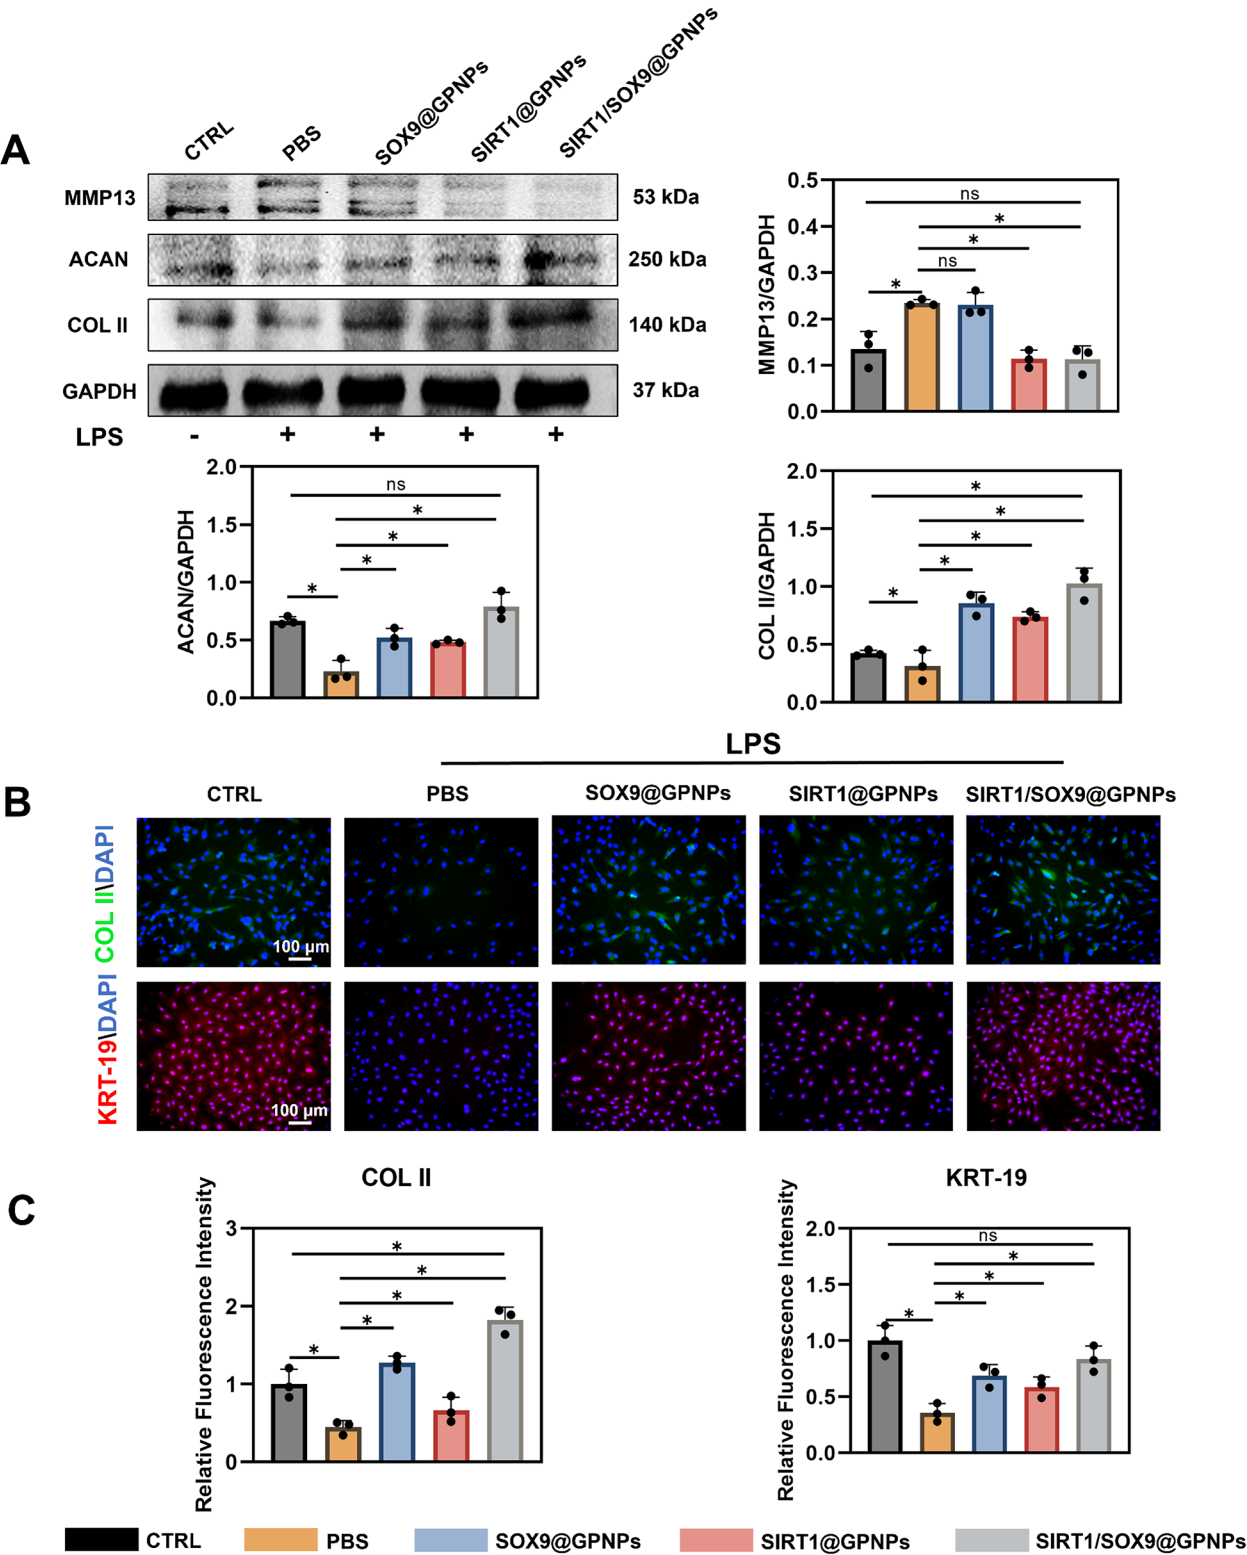 A
CTRL
PBS
SOX9@GPNPs
SIRT1@GPNPs
SIRT1/SOX9@GPNPs
MMP13
53 kDa
ACAN
250 kDa
COL II
140 kDa
GAPDH
37 kDa
LPS - + + + +
MMP13/GAPDH
0.5
0.4
0.3
0.2
0.1
0.0
ns
*
*
ns
*
ACAN/GAPDH
2.0
1.5
1.0
0.5
0.0
ns
*
*
*
*
COL II/GAPDH
2.0
1.5
1.0
0.5
0.0
*
*
*
*
*
LPS
B
CTRL
PBS
SOX9@GPNPs
SIRT1@GPNPs
SIRT1/SOX9@GPNPs
COL II\DAPI
100 μm
KRT-19\DAPI
100 μm
C
COL II
Relative Fluorescence Intensity
3
2
1
0
*
*
*
*
*
KRT-19
Relative Fluorescence Intensity
2.0
1.5
1.0
0.5
0.0
ns
*
*
*
*
CTRL
PBS
SOX9@GPNPs
SIRT1@GPNPs
SIRT1/SOX9@GPNPs